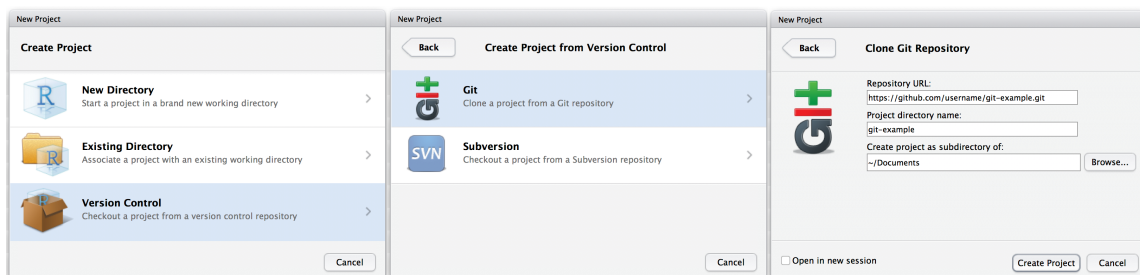 New Project
Create Project
R
New Directory
Start a project in a brand new working directory
R
Existing Directory
Associate a project with an existing working directory
R
Version Control
Checkout a project from a version control repository
Cancel
New Project
Back
Create Project from Version Control
Git
Clone a project from a Git repository
SVN
Subversion
Checkout a project from a Subversion repository
Cancel
New Project
Back
Clone Git Repository
Repository URL:
https://github.com/username/git-example.git
Project directory name:
git-example
Create project as subdirectory of:
~/Documents
Browse...
Open in new session
Create Project
Cancel